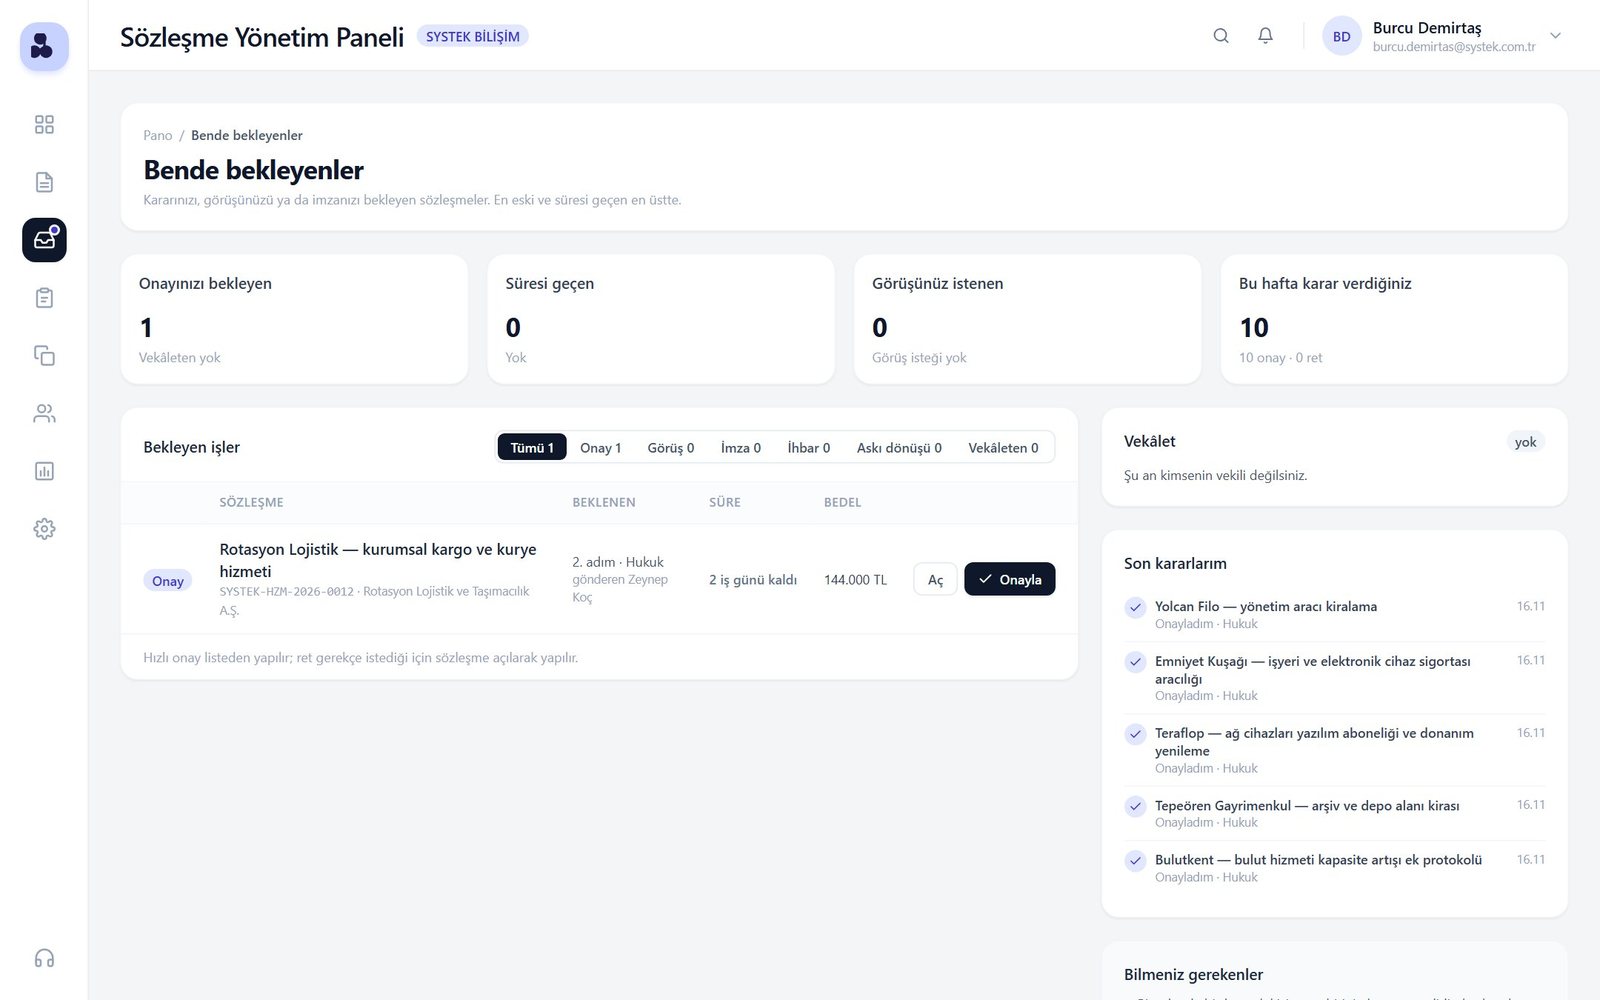 Sözleşme Yönetim Paneli
SYSTEK BİLİŞİM
BD
Burcu Demirtaş
burcu.demirtas@systek.com.tr
Pano / Bende bekleyenler
Bende bekleyenler
Kararınızı, görüşünüzü ya da imzanızı bekleyen sözleşmeler. En eski ve süresi geçen en üstte.
Onayınızı bekleyen
1
Vekâleten yok
Süresi geçen
0
Yok
Görüşünüz istenen
0
Görüş isteği yok
Bu hafta karar verdiğiniz
10
10 onay · 0 ret
Bekleyen işler
Tümü 1 Onay 1 Görüş 0 İmza 0 İhbar 0 Askı dönüşü 0 Vekâleten 0
SÖZLEŞME BEKLENEN SÜRE BEDEL
Onay
Rotasyon Lojistik — kurumsal kargo ve kurye
hizmeti
SYSTEK-HZM-2026-0012 · Rotasyon Lojistik ve Taşımacılık
A.Ş.
2. adım · Hukuk
gönderen Zeynep
Koç
2 iş günü kaldı
144.000 TL
Aç
Onayla
Hızlı onay listeden yapılır; ret gerekçe istediği için sözleşme açılarak yapılır.
Vekâlet
yok
Şu an kimsenin vekili değilsiniz.
Son kararlarım
Yolcan Filo — yönetim aracı kiralama 16.11
Onayladım · Hukuk
Emniyet Kuşağı — işyeri ve elektronik cihaz sigortası 16.11
aracılığı
Onayladım · Hukuk
Teraflop — ağ cihazları yazılım aboneliği ve donanım 16.11
yenileme
Onayladım · Hukuk
Tepeören Gayrimenkul — arşiv ve depo alanı kirası 16.11
Onayladım · Hukuk
Bulutkent — bulut hizmeti kapasite artışı ek protokolü 16.11
Onayladım · Hukuk
Bilmeniz gerekenler